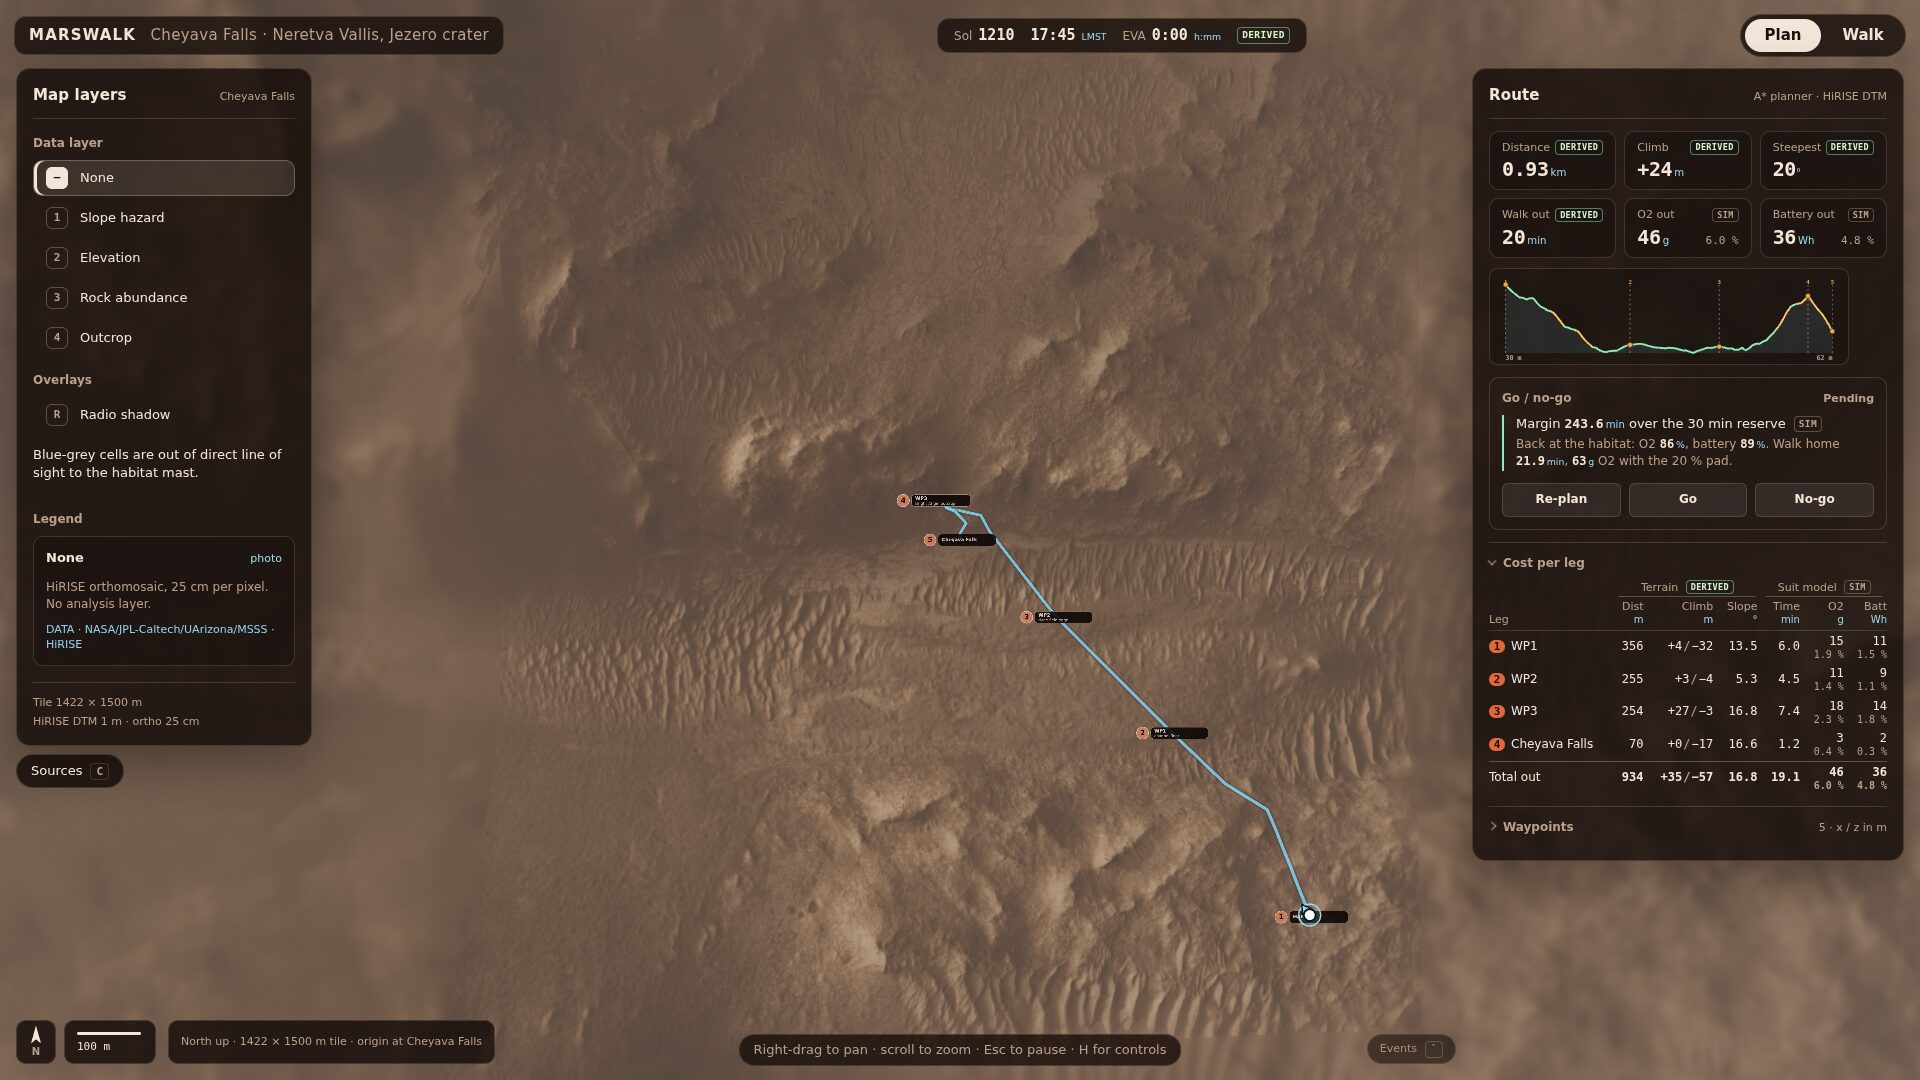 MARSWALK Cheyava Falls · Neretva Vallis, Jezero crater
Sol 1210 17:45 LMST EVA 0:00 h:mm DERIVED
Plan Walk
Map layers Cheyava Falls
Data layer
– None
1 Slope hazard
2 Elevation
3 Rock abundance
4 Outcrop
Overlays
R Radio shadow
Blue-grey cells are out of direct line of
sight to the habitat mast.
Legend
None photo
HiRISE orthomosaic, 25 cm per pixel.
No analysis layer.
DATA · NASA/JPL-Caltech/UArizona/MSSS ·
HiRISE
Tile 1422 × 1500 m
HiRISE DTM 1 m · ortho 25 cm
Sources C
N
100 m
North up · 1422 × 1500 m tile · origin at Cheyava Falls
4 WP3
5 Cheyava Falls
3 WP2
2 WP1
1
Right-drag to pan · scroll to zoom · Esc to pause · H for controls
Events `
Route A* planner · HiRISE DTM
Distance DERIVED
0.93 km
Climb DERIVED
+24 m
Steepest DERIVED
20 °
Walk out DERIVED
20 min
O2 out SIM
46 g 6.0 %
Battery out SIM
36 Wh 4.8 %
2 3 4 5
30 m 62 m
Go / no-go Pending
Margin 243.6 min over the 30 min reserve SIM
Back at the habitat: O2 86 %, battery 89 %. Walk home
21.9 min, 63 g O2 with the 20 % pad.
Re-plan Go No-go
Cost per leg
Terrain DERIVED Suit model SIM
Leg Dist m Climb m Slope ° Time min O2 g Batt Wh
1 WP1 356 +4/−32 13.5 6.0 15 11
1.9 % 1.5 %
2 WP2 255 +3/−4 5.3 4.5 11 9
1.4 % 1.1 %
3 WP3 254 +27/−3 16.8 7.4 18 14
2.3 % 1.8 %
4 Cheyava Falls 70 +0/−17 16.6 1.2 3 2
0.4 % 0.3 %
Total out 934 +35/−57 16.8 19.1 46 36
6.0 % 4.8 %
Waypoints 5 · x / z in m